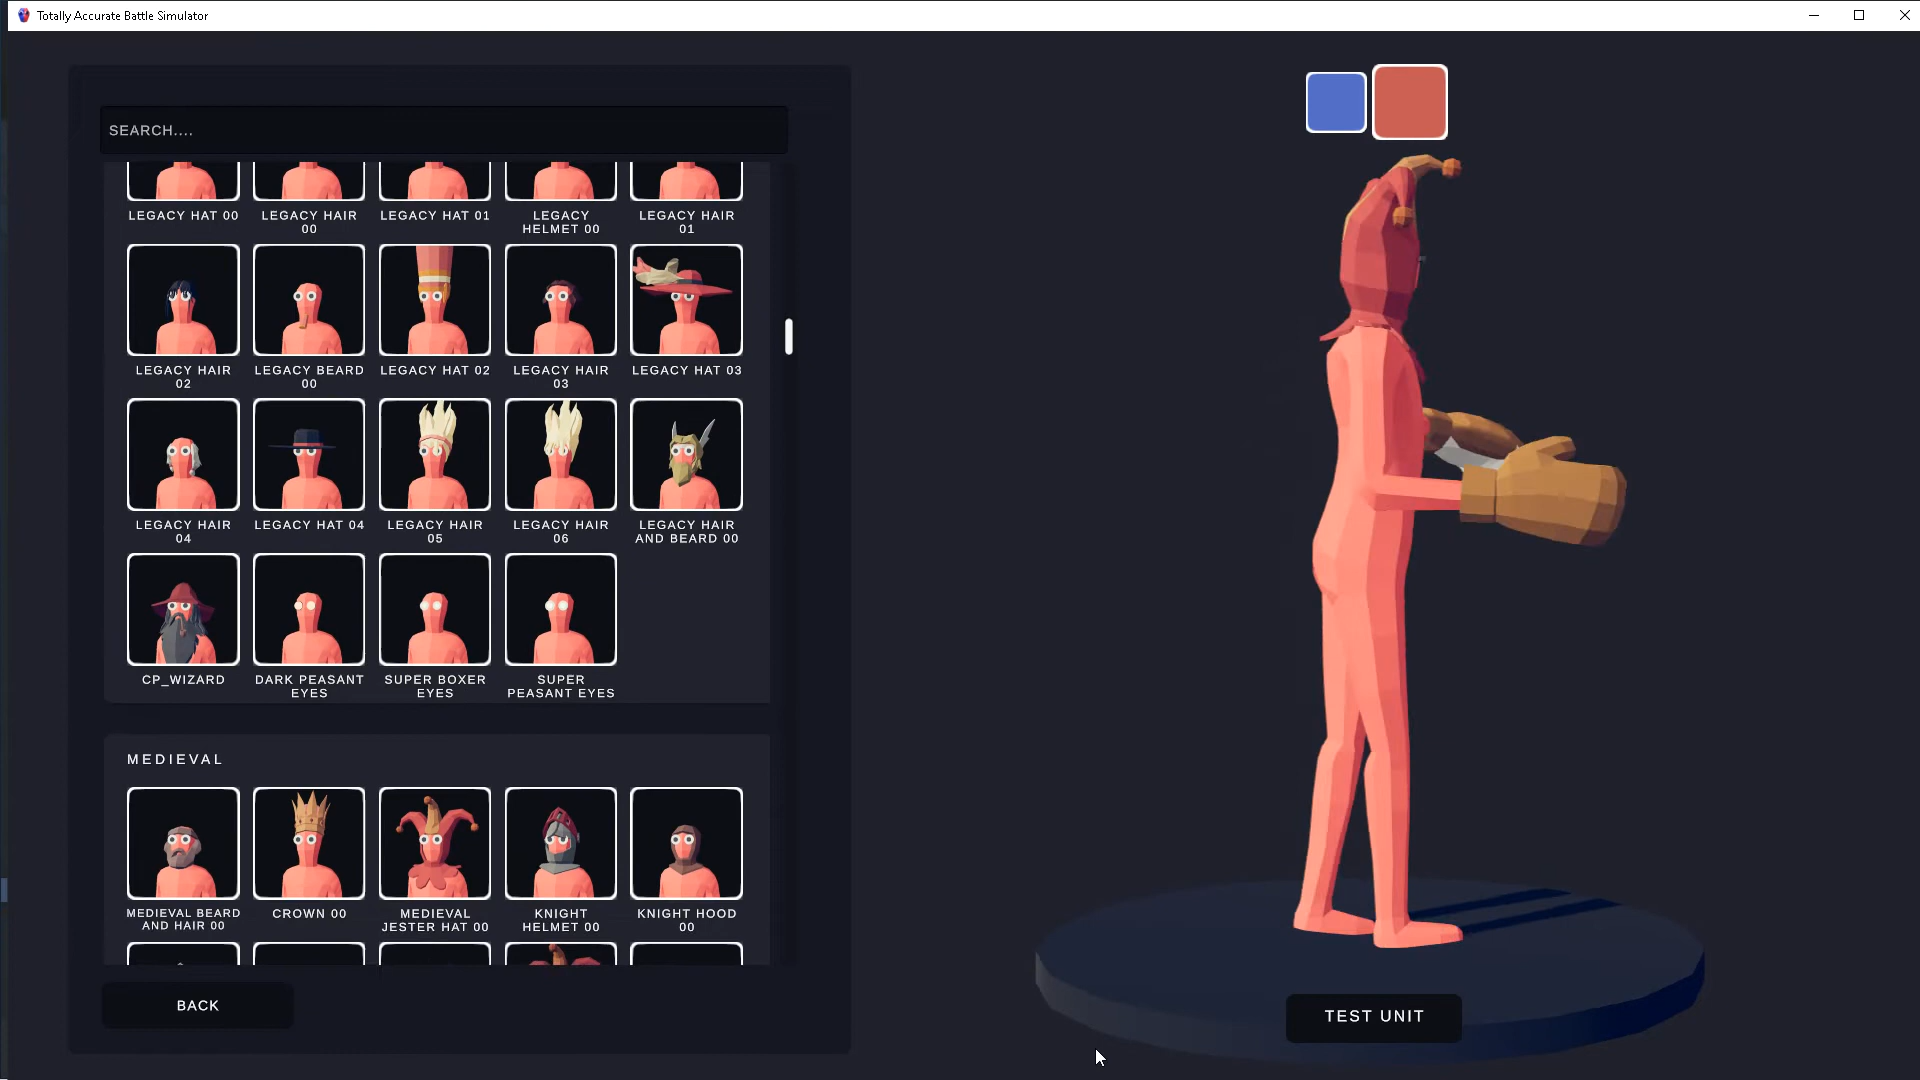 Totally Accurate Battle Simulator
SEARCH....
LEGACY HAT 00
LEGACY HAIR
00
LEGACY HAT 01
LEGACY
HELMET 00
LEGACY HAIR
01
LEGACY HAIR
02
LEGACY BEARD
00
LEGACY HAT 02
LEGACY HAIR
03
LEGACY HAT 03
LEGACY HAIR
04
LEGACY HAT 04
LEGACY HAIR
05
LEGACY HAIR
06
LEGACY HAIR
AND BEARD 00
CP_WIZARD
DARK PEASANT
EYES
SUPER BOXER
EYES
SUPER
PEASANT EYES
MEDIEVAL
MEDIEVAL BEARD
AND HAIR 00
CROWN 00
MEDIEVAL
JESTER HAT 00
KNIGHT
HELMET 00
KNIGHT HOOD
00
BACK
TEST UNIT